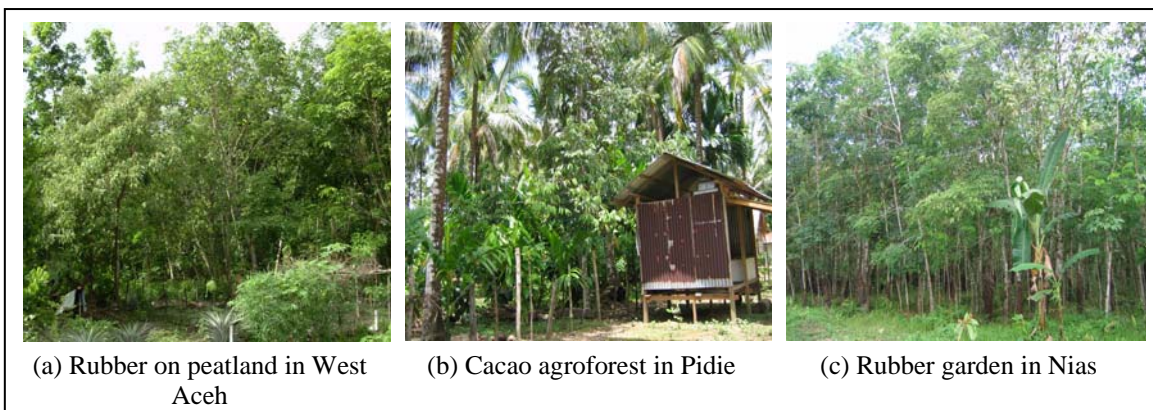 (a) Rubber on peatland in West
Aceh
(b) Cacao agroforest in Pidie
(c) Rubber garden in Nias